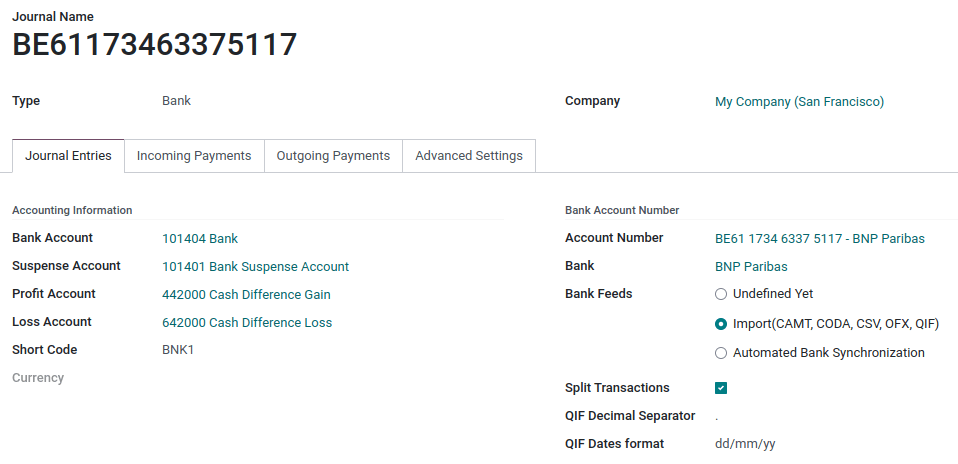 Journal Name
BE61173463375117
Type Bank Company My Company (San Francisco)
Journal Entries Incoming Payments Outgoing Payments Advanced Settings
Accounting Information Bank Account Number
Bank Account 101404 Bank Account Number BE61 1734 6337 5117 - BNP Paribas
Suspense Account 101401 Bank Suspense Account Bank BNP Paribas
Profit Account 442000 Cash Difference Gain Bank Feeds Undefined Yet
Loss Account 642000 Cash Difference Loss Import(CAMT, CODA, CSV, OFX, QIF)
Short Code BNK1 Automated Bank Synchronization
Currency
Split Transactions
QIF Decimal Separator .
QIF Dates format dd/mm/yy